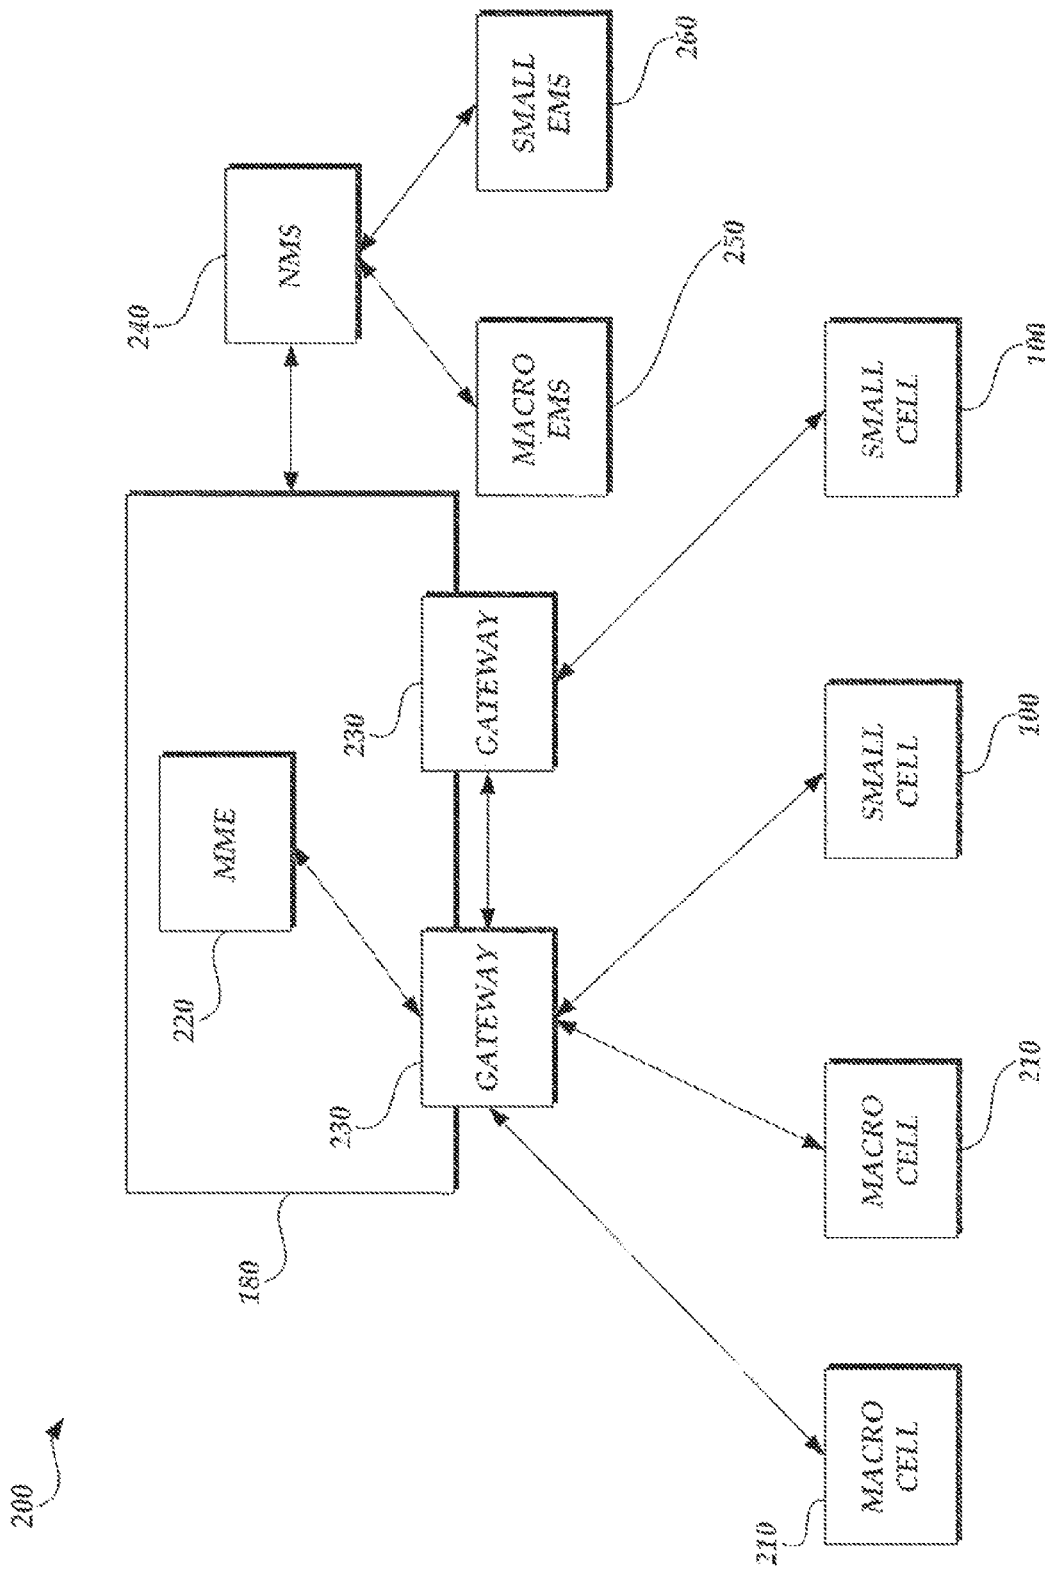 200
180
220
MME
230
GATEWAY
230
GATEWAY
240
NMS
MACRO
EMS
250
SMALL
EMS
260
210
MACRO
CELL
MACRO
CELL
210
SMALL
CELL
100
SMALL
CELL
100